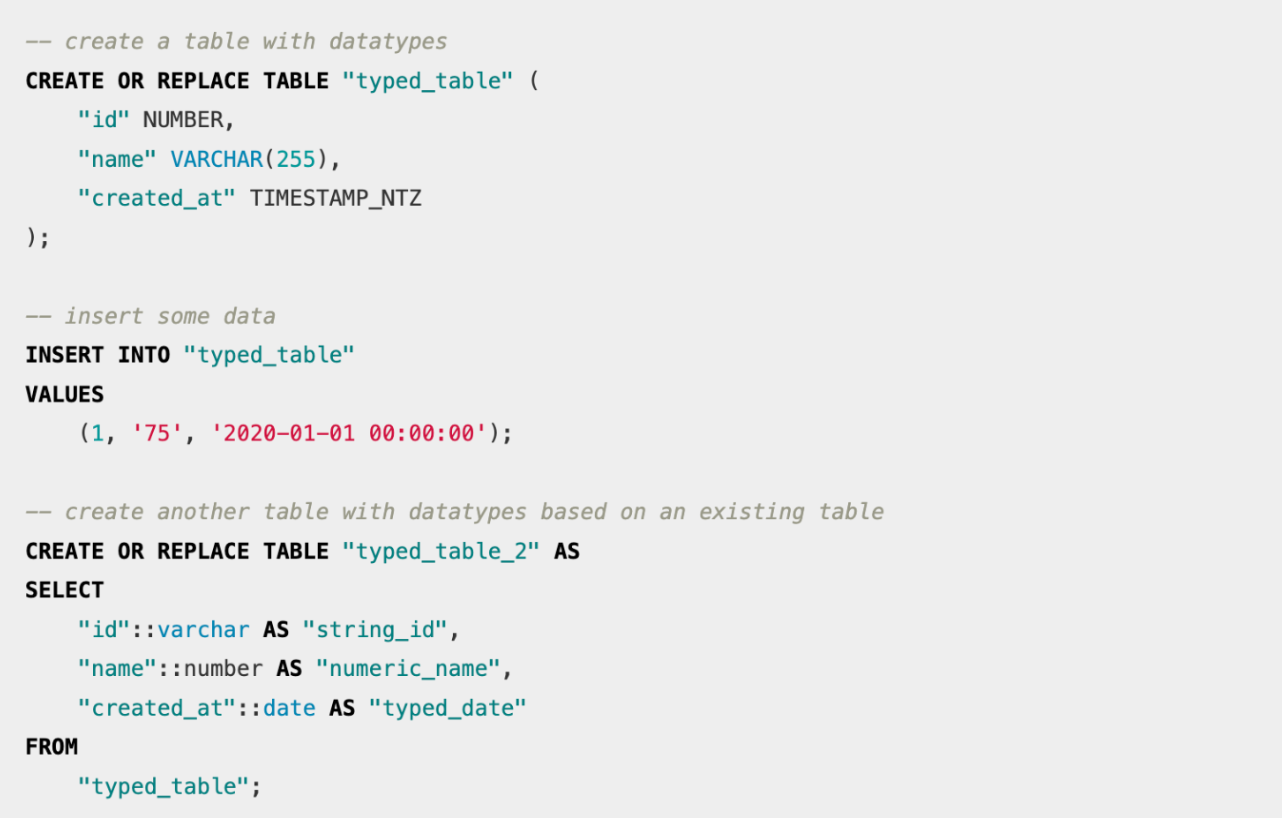 -- create a table with datatypes
CREATE OR REPLACE TABLE "typed_table" (
    "id" NUMBER,
    "name" VARCHAR(255),
    "created_at" TIMESTAMP_NTZ
);

-- insert some data
INSERT INTO "typed_table"
VALUES
    (1, '75', '2020-01-01 00:00:00');

-- create another table with datatypes based on an existing table
CREATE OR REPLACE TABLE "typed_table_2" AS
SELECT
    "id"::varchar AS "string_id",
    "name"::number AS "numeric_name",
    "created_at"::date AS "typed_date"
FROM
    "typed_table";